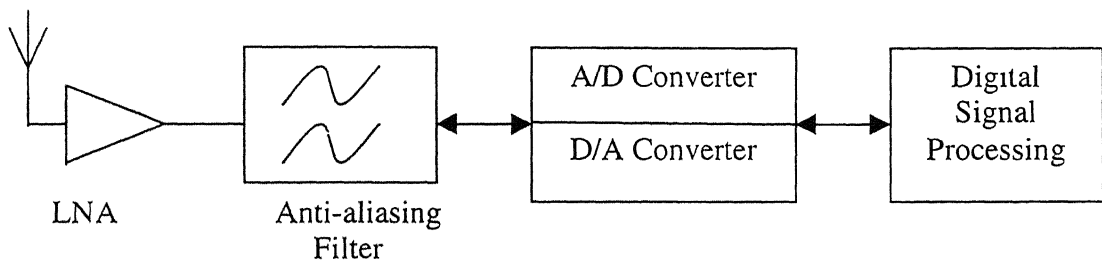 A/D Converter
D/A Converter
Digital
Signal
Processing
LNA
Anti-aliasing
Filter